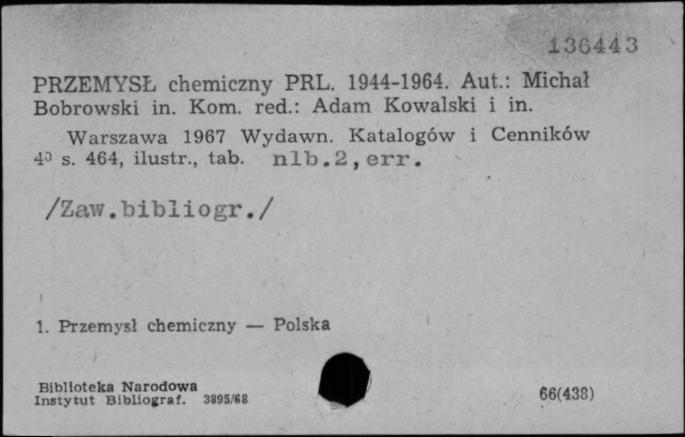 136443
PRZEMYSŁ chemiczny PRL. 1944-1964. Aut.: Michał
Bobrowski in. Kom. red.: Adam Kowalski i in.
Warszawa 1967 Wydawn. Katalogów i Cenników
4º s. 464, ilustr., tab. nlb.2,err.
/Zaw.bibliogr./
1. Przemysł chemiczny — Polska
Biblioteka Narodowa
Instytut Bibliograf. 3895/68
66(438)